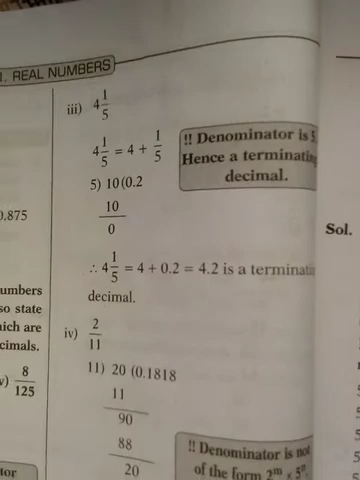 1. REAL NUMBERS
0.875
umbers
so state
hich are
cimals.
v) 8/125
tor
iii) 4 1/5
4 1/5 = 4 + 1/5
5) 10(0.2
10
0
∴ 4 1/5 = 4 + 0.2 = 4.2 is a terminati
decimal.
iv) 2/11
11) 20 (0.1818
11
90
88
20
!! Denominator is 5.
Hence a terminating
decimal.
!! Denominator is not
of the form 2ᵐ × 5ⁿ.
Sol.